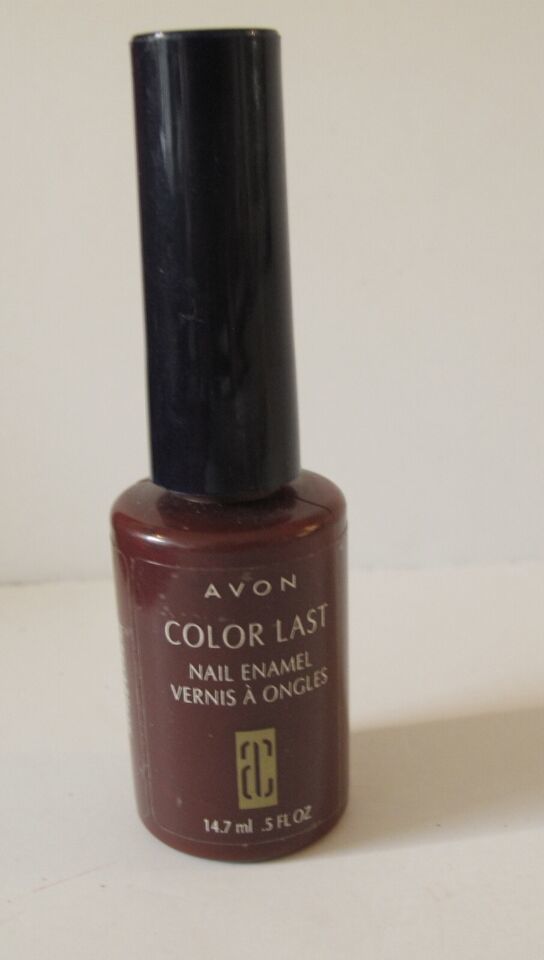 AVON
COLOR LAST
NAIL ENAMEL
VERNIS À ONGLES
14.7 ml .5 FL OZ